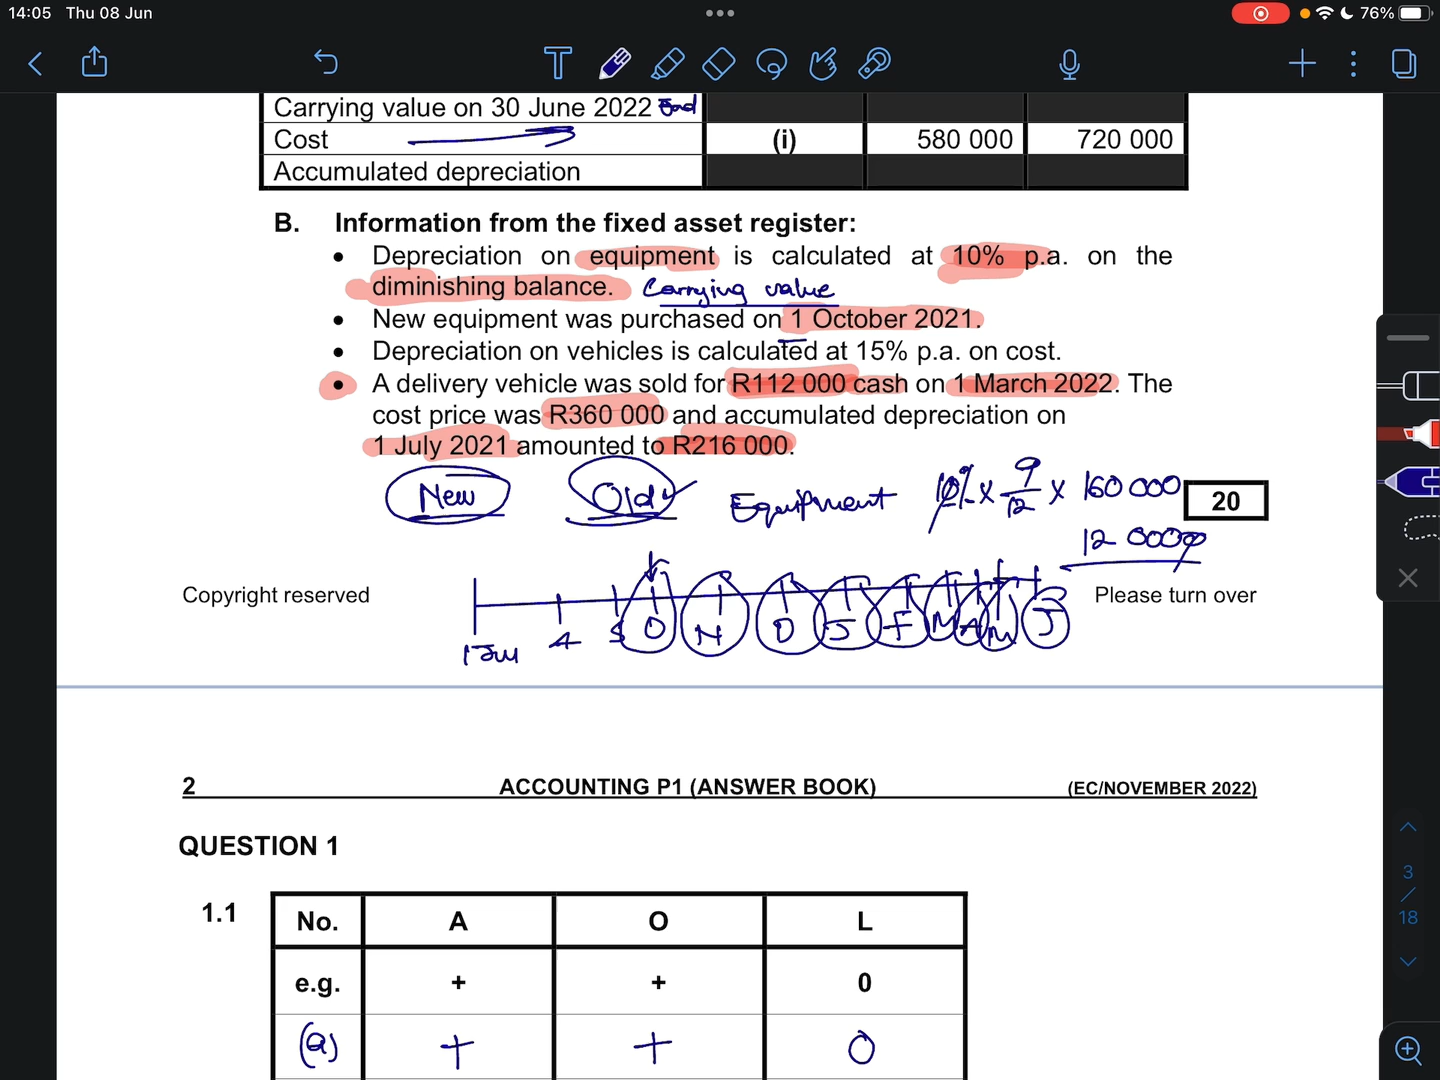 14:05 Thu 08 Jun
76%
Carrying value on 30 June 2022 End
Cost (i) 580 000 720 000
Accumulated depreciation
B. Information from the fixed asset register:
• Depreciation on equipment is calculated at 10% p.a. on the
diminishing balance. Carrying value
• New equipment was purchased on 1 October 2021.
• Depreciation on vehicles is calculated at 15% p.a. on cost.
• A delivery vehicle was sold for R112 000 cash on 1 March 2022. The
cost price was R360 000 and accumulated depreciation on
1 July 2021 amounted to R216 000.
New Old Equipment 10% x 9/12 x 160 000 20
12 000
Copyright reserved Please turn over
1 Jul A S O N D J F M A M J
2 ACCOUNTING P1 (ANSWER BOOK) (EC/NOVEMBER 2022)
QUESTION 1
1.1 No. A O L
e.g. + + 0
(a) + + 0
3
/
18